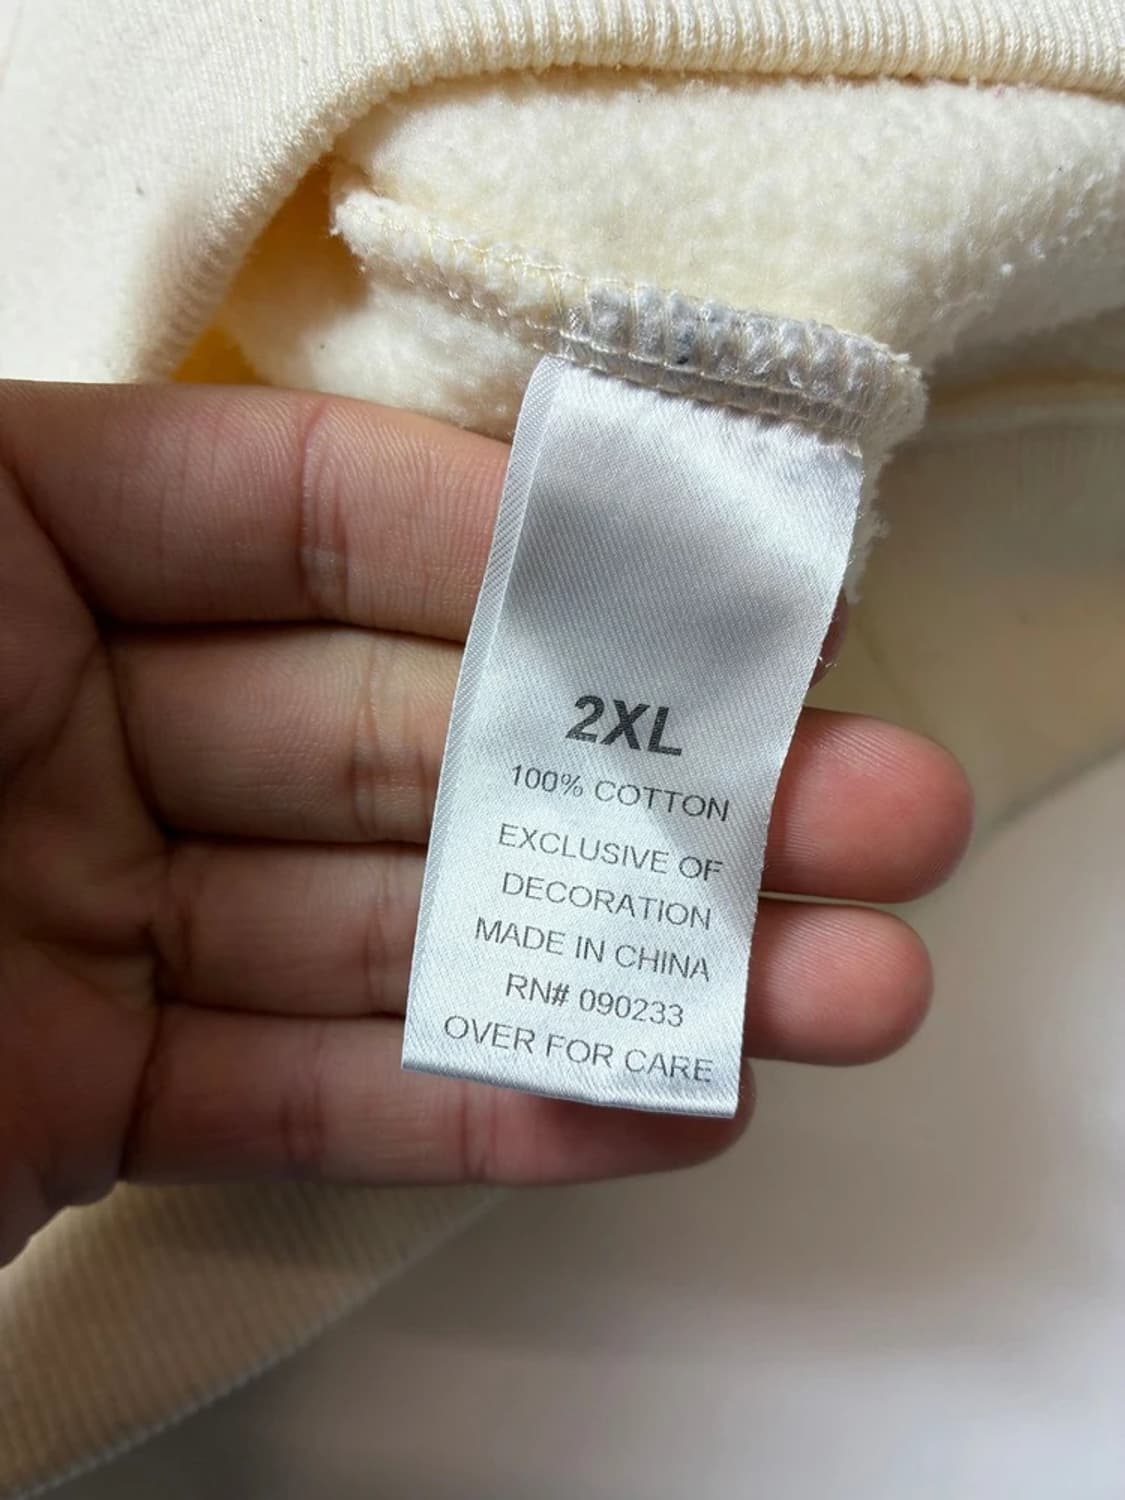 2XL
100% COTTON
EXCLUSIVE OF
DECORATION
MADE IN CHINA
RN# 090233
OVER FOR CARE